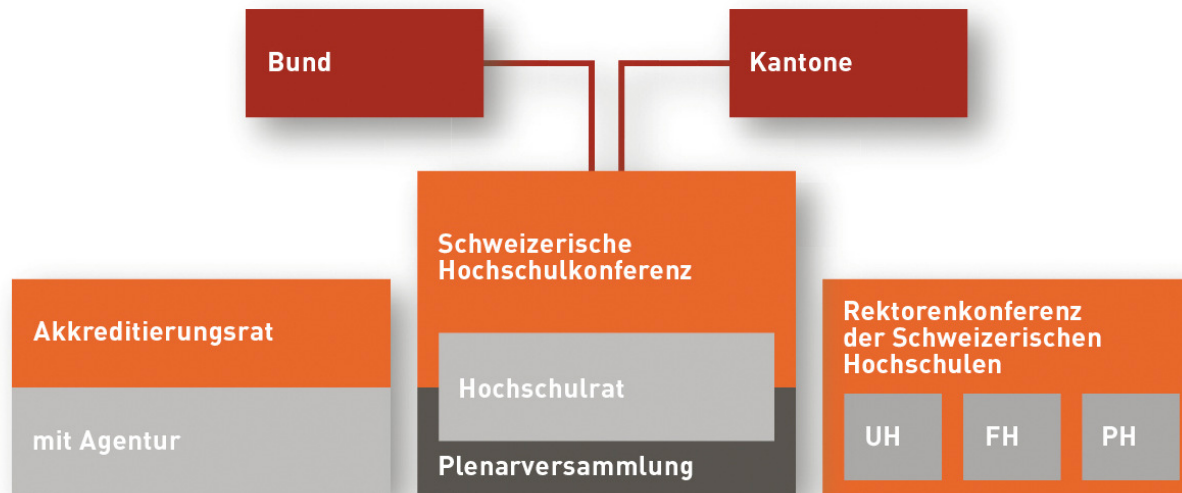 Bund
Kantone
Schweizerische
Hochschulkonferenz
Hochschulrat
Plenarversammlung
Akkreditierungsrat
mit Agentur
Rektorenkonferenz
der Schweizerischen
Hochschulen
UH
FH
PH